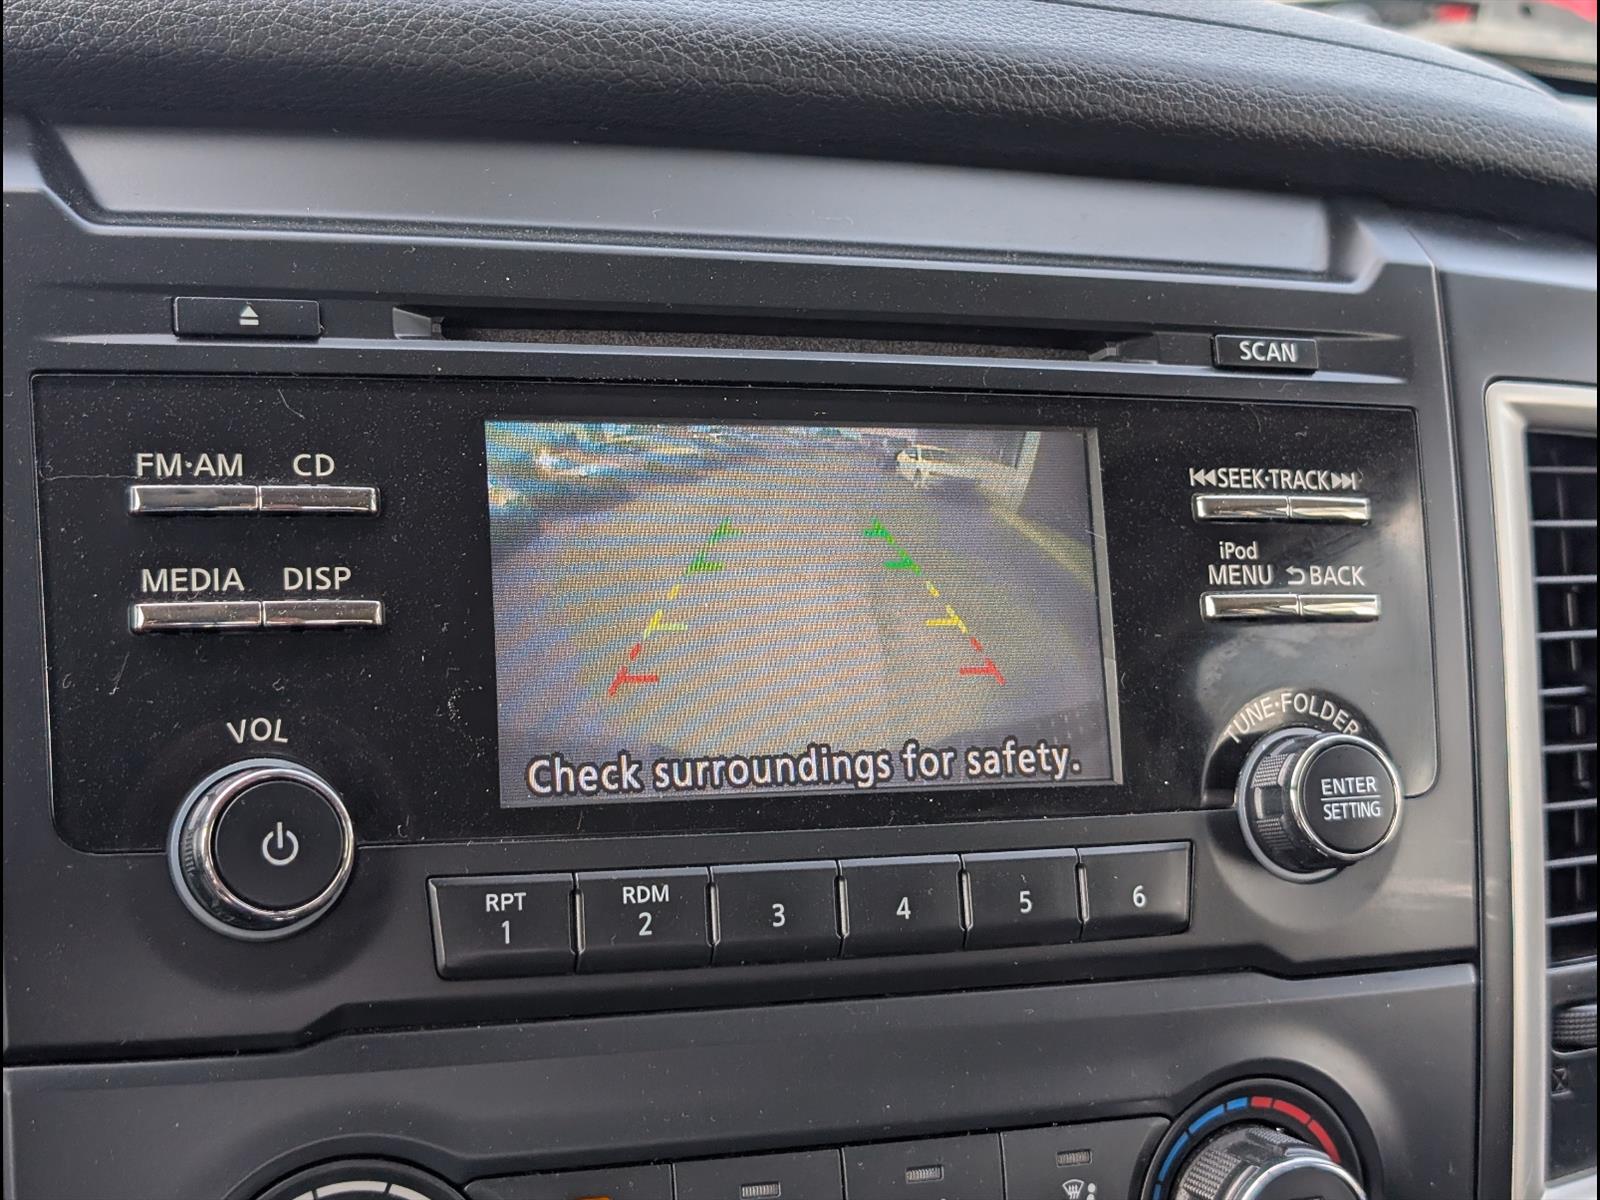 SCAN
FM·AM CD
SEEK·TRACK
iPod
MENU BACK
MEDIA DISP
VOL
TUNE·FOLDER
ENTER
SETTING
Check surroundings for safety.
RPT
1
RDM
2
3
4
5
6